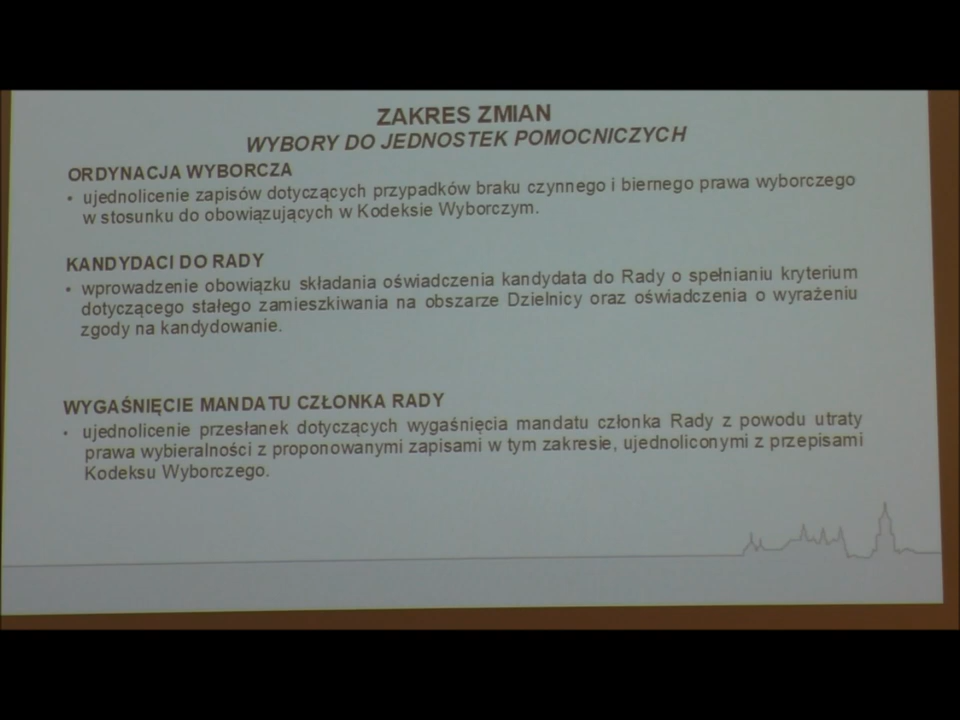 ZAKRES ZMIAN
WYBORY DO JEDNOSTEK POMOCNICZYCH
ORDYNACJA WYBORCZA
• ujednolicenie zapisów dotyczących przypadków braku czynnego i biernego prawa wyborczego
w stosunku do obowiązujących w Kodeksie Wyborczym.
KANDYDACI DO RADY
• wprowadzenie obowiązku składania oświadczenia kandydata do Rady o spełnianiu kryterium
dotyczącego stałego zamieszkiwania na obszarze Dzielnicy oraz oświadczenia o wyrażeniu
zgody na kandydowanie.
WYGAŚNIĘCIE MANDATU CZŁONKA RADY
• ujednolicenie przesłanek dotyczących wygaśnięcia mandatu członka Rady z powodu utraty
prawa wybieralności z proponowanymi zapisami w tym zakresie, ujednoliconymi z przepisami
Kodeksu Wyborczego.